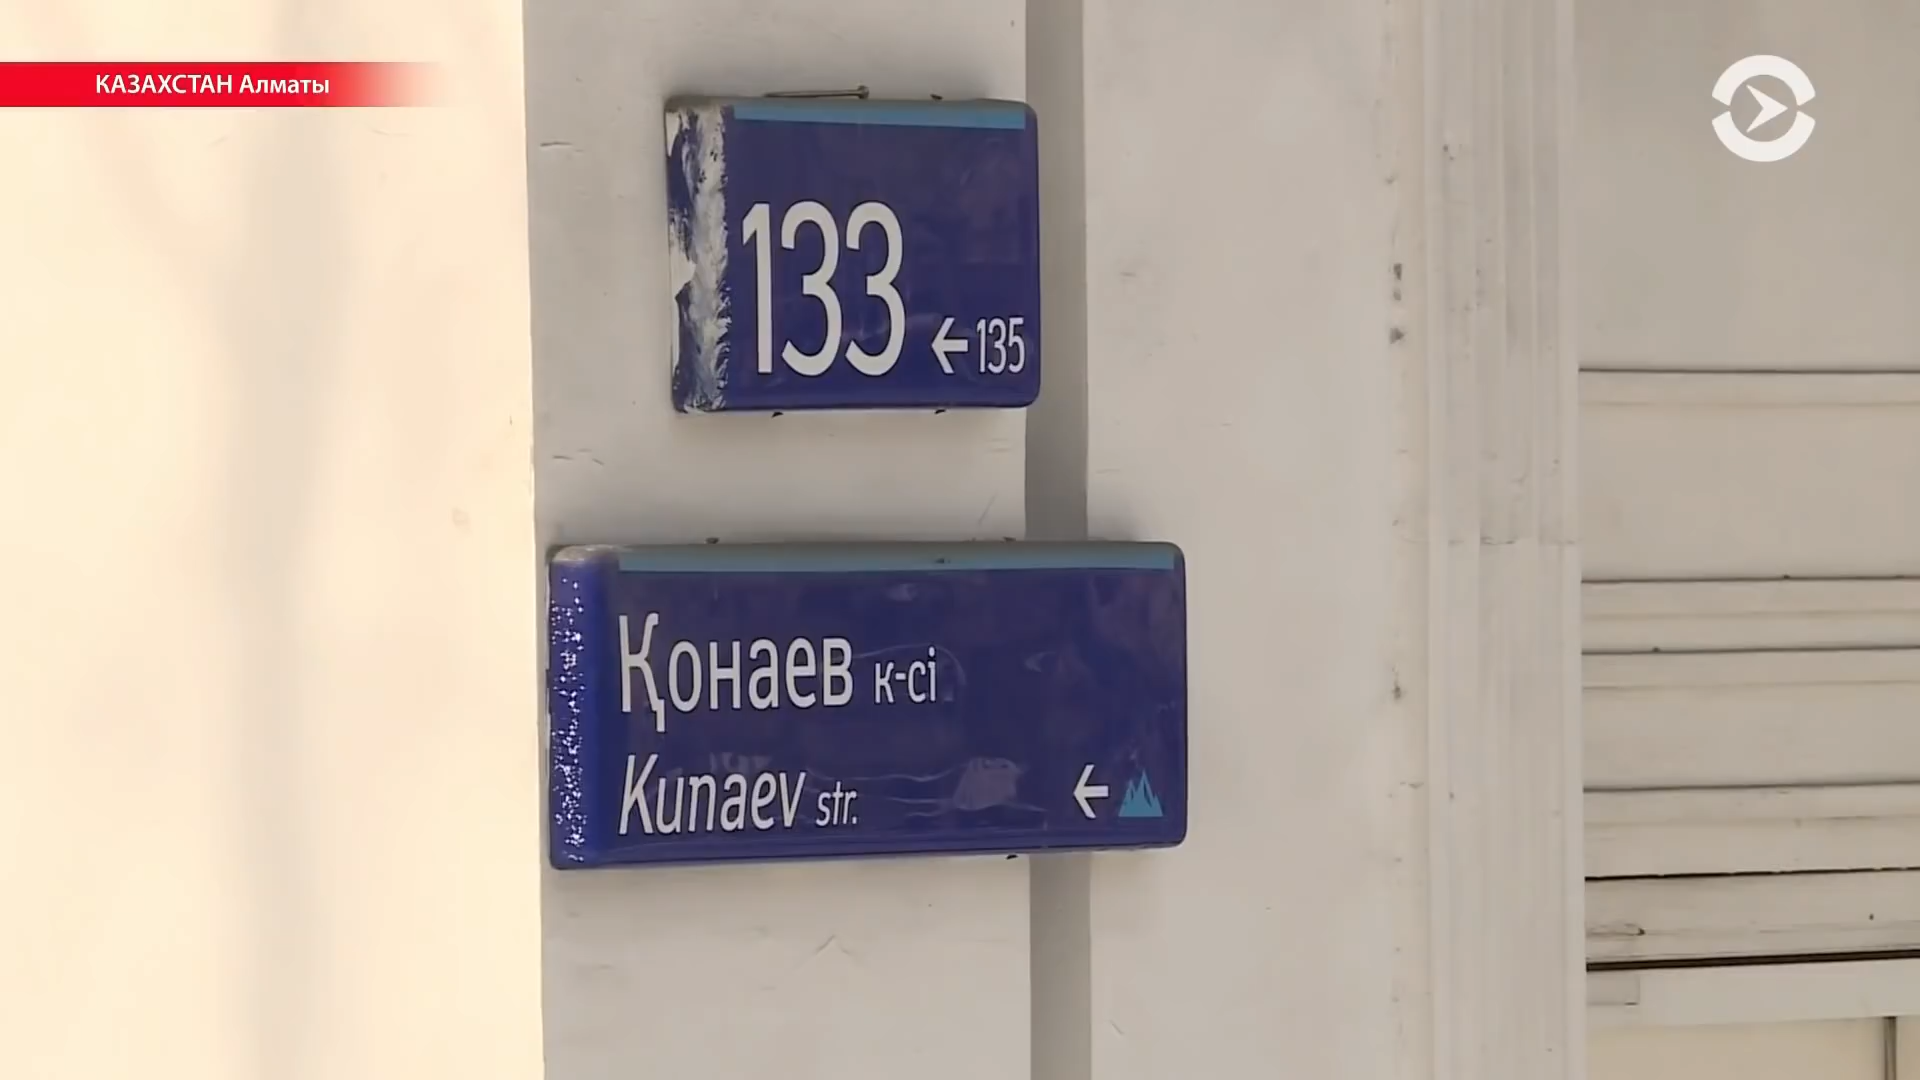 КАЗАХСТАН Алматы
133
←135
Қонаев к-сі
Kunaev str.
←